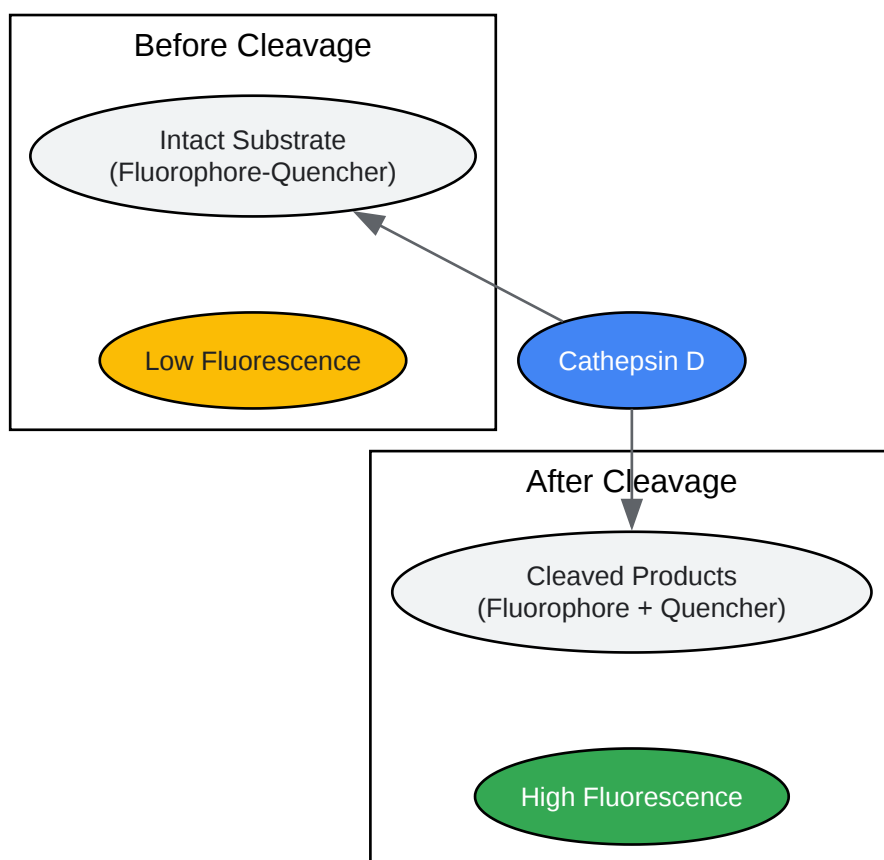 Before Cleavage
Intact Substrate
(Fluorophore-Quencher)
Low Fluorescence
Cathepsin D
After Cleavage
Cleaved Products
(Fluorophore + Quencher)
High Fluorescence